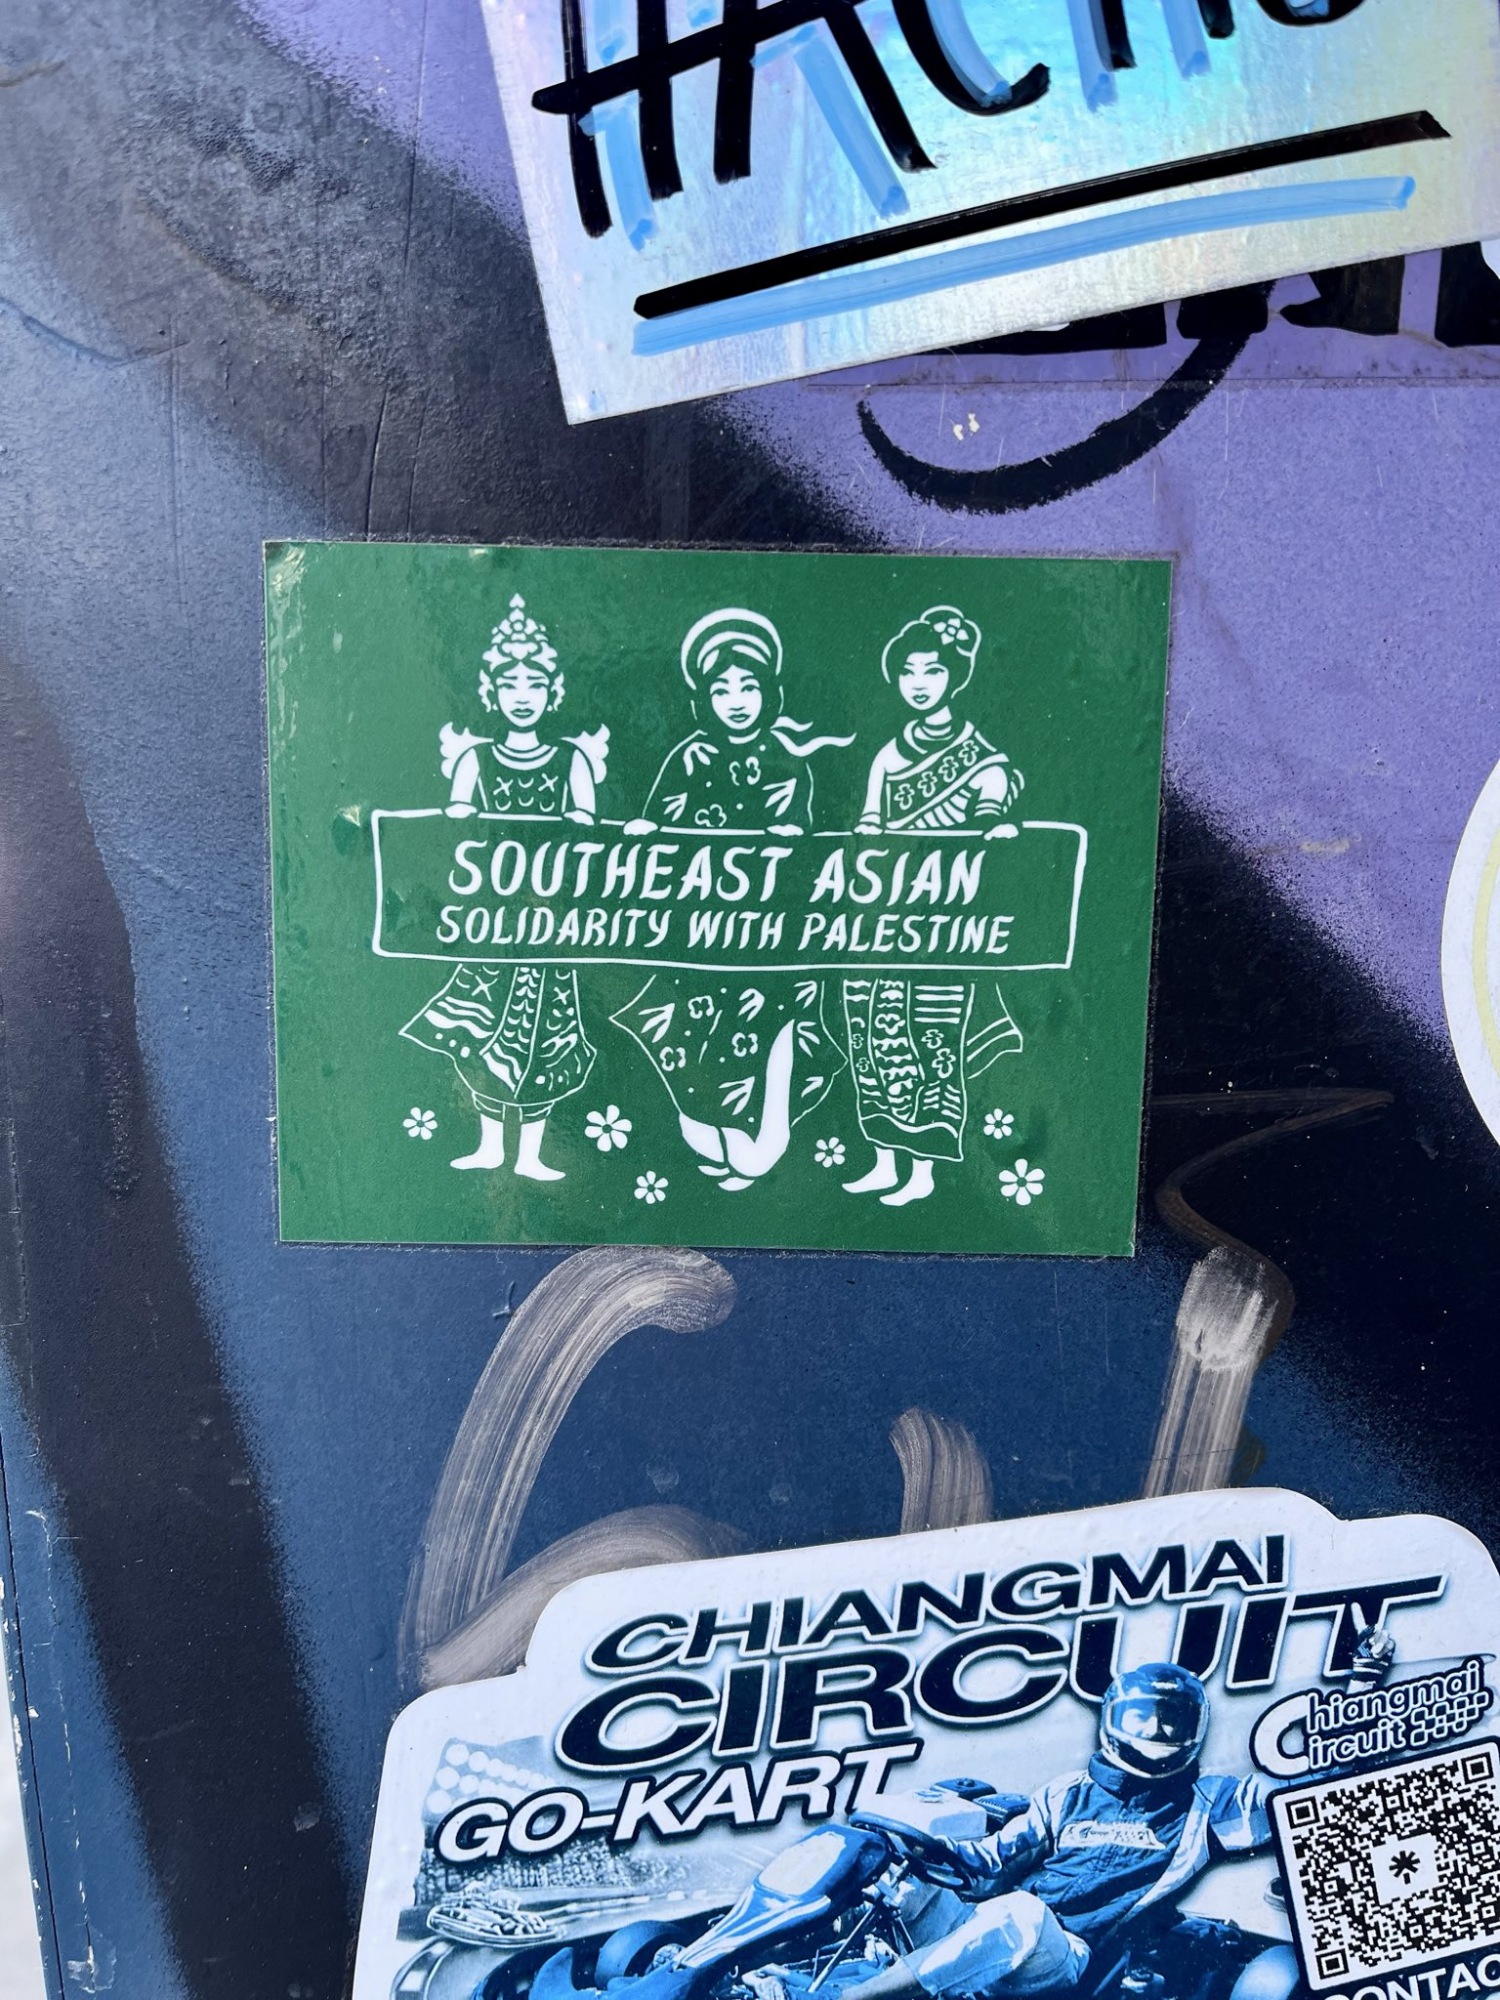 SOUTHEAST ASIAN
SOLIDARITY WITH PALESTINE
CHIANGMAI
CIRCUIT
GO-KART
Chiangmai
Circuit